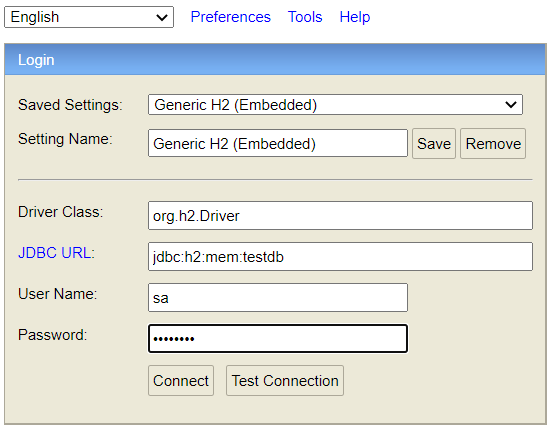 English Preferences Tools Help
Login
Saved Settings: Generic H2 (Embedded)
Setting Name: Generic H2 (Embedded) Save Remove
Driver Class: org.h2.Driver
JDBC URL: jdbc:h2:mem:testdb
User Name: sa
Password: ••••••••
Connect Test Connection